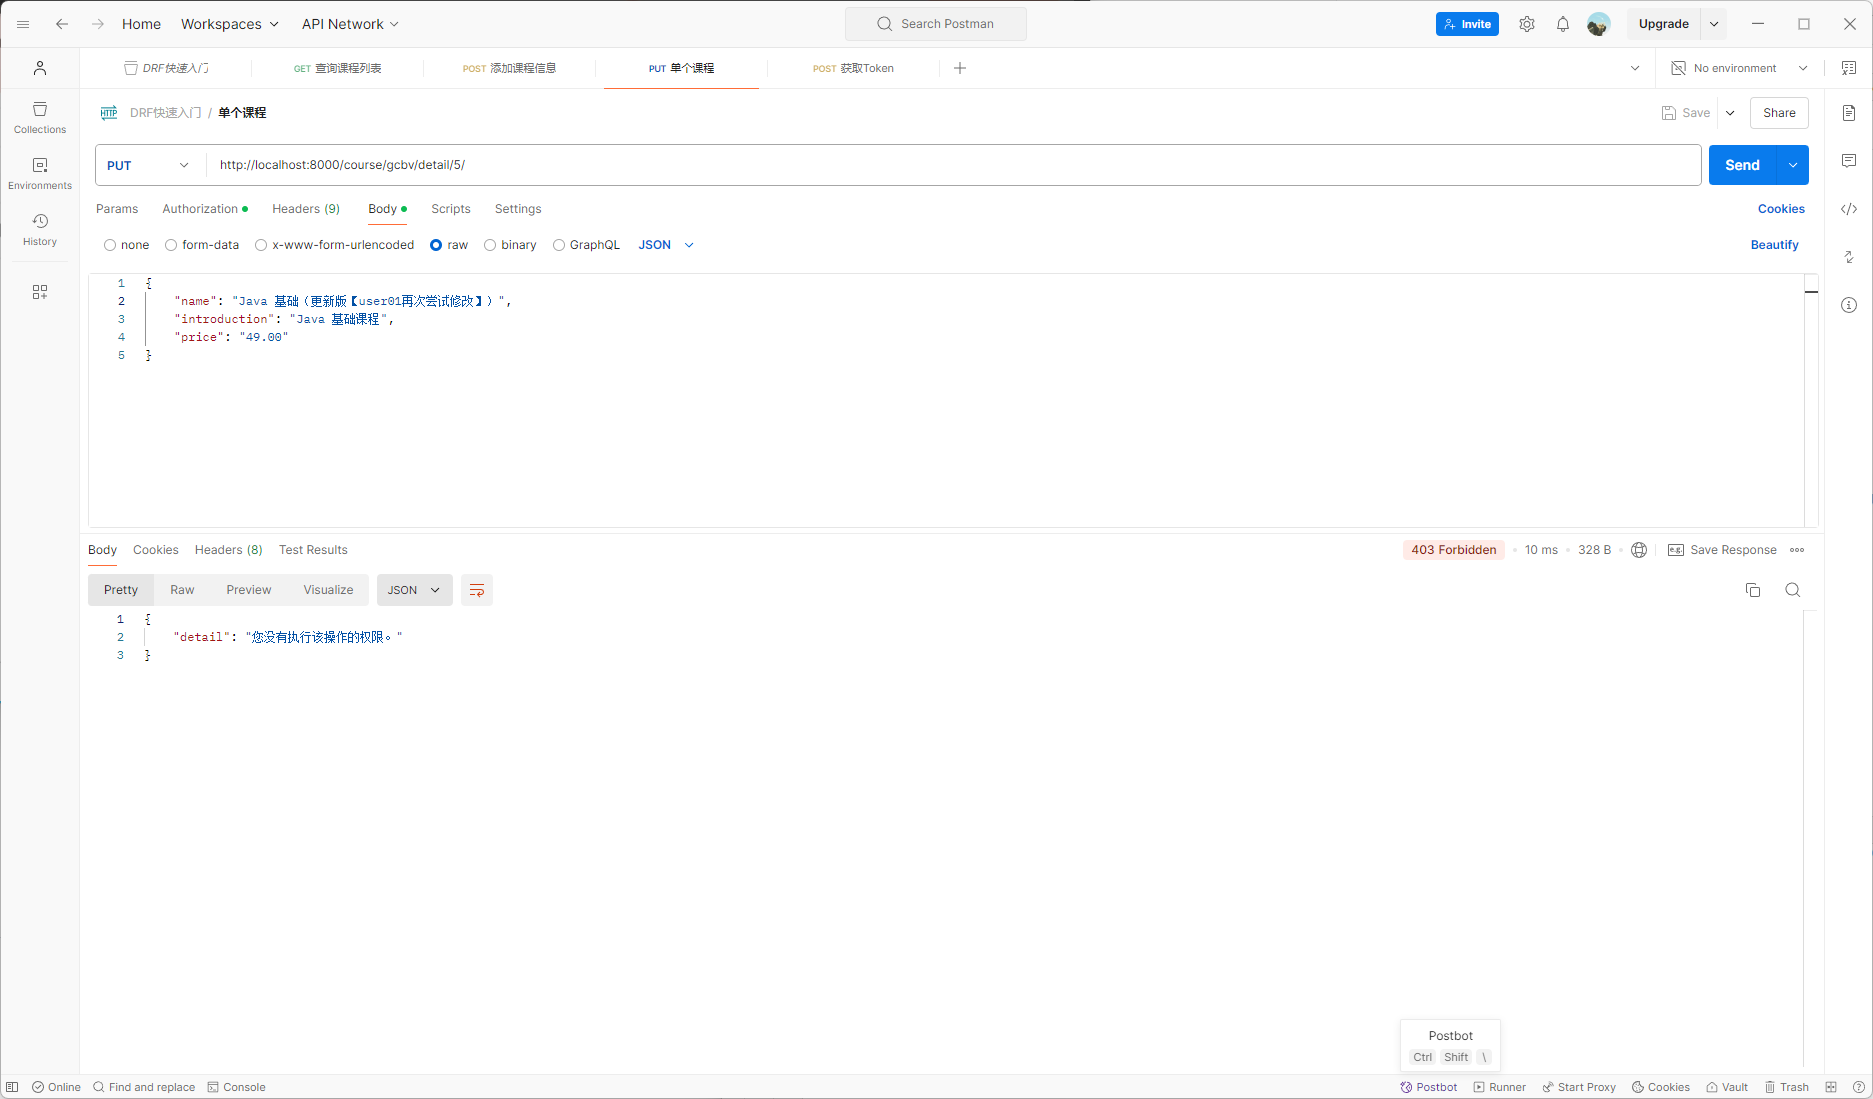 Home Workspaces API Network Search Postman Invite Upgrade
DRF快速入门 GET 查询课程列表 POST 添加课程信息 PUT 单个课程 POST 获取Token No environment
HTTP DRF快速入门 / 单个课程 Save Share
Collections
PUT http://localhost:8000/course/gcbv/detail/5/ Send
Environments
Params Authorization Headers (9) Body Scripts Settings Cookies
History
none form-data x-www-form-urlencoded raw binary GraphQL JSON Beautify
1 {
2 "name": "Java 基础（更新版【user01再次尝试修改】）",
3 "introduction": "Java 基础课程",
4 "price": "49.00"
5 }
Body Cookies Headers (8) Test Results 403 Forbidden 10 ms 328 B e.g. Save Response
Pretty Raw Preview Visualize JSON
1 {
2 "detail": "您没有执行该操作的权限。"
3 }
Postbot
Ctrl Shift \
Online Find and replace Console Postbot Runner Start Proxy Cookies Vault Trash